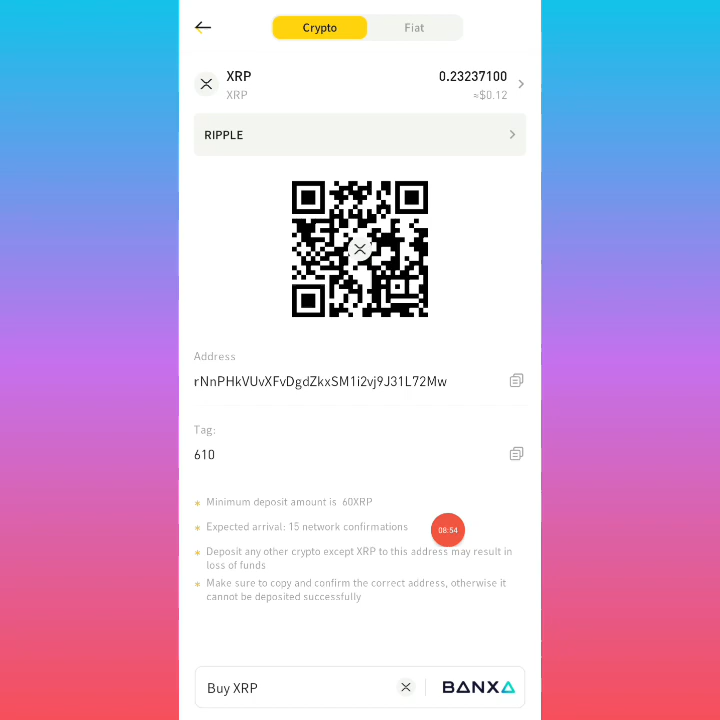 Crypto Fiat
XRP 0.23237100
XRP ≈$0.12
RIPPLE
Address
rNnPHkVUvXFvDgdZkxSM1i2vj9J31L72Mw
Tag:
610
* Minimum deposit amount is 60XRP
* Expected arrival: 15 network confirmations
08:54
* Deposit any other crypto except XRP to this address may result in
loss of funds
* Make sure to copy and confirm the correct address, otherwise it
cannot be deposited successfully
Buy XRP BANXA